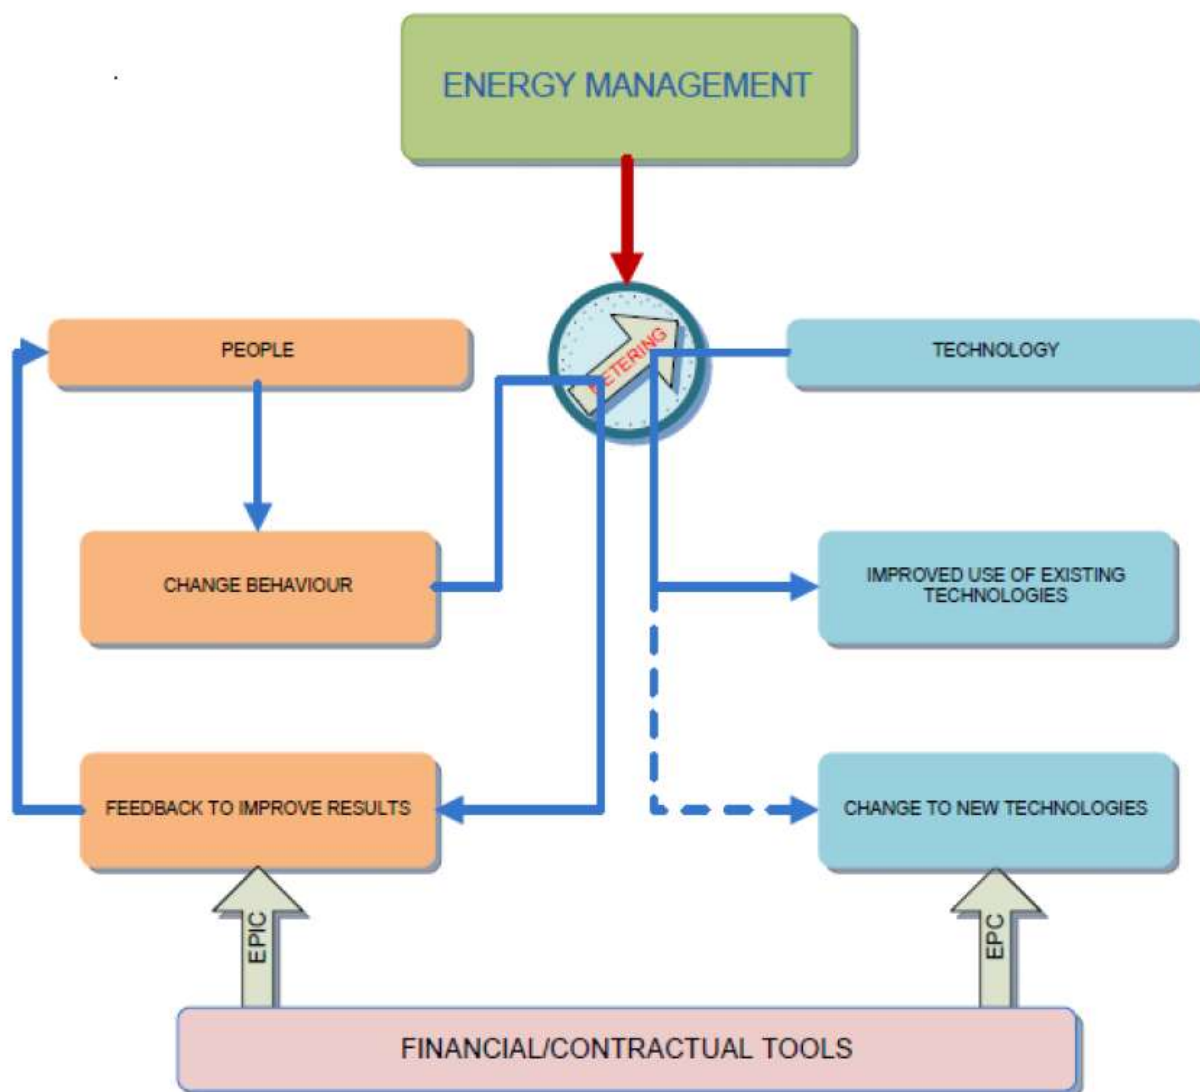 ENERGY MANAGEMENT
PEOPLE
METERING
TECHNOLOGY
CHANGE BEHAVIOUR
IMPROVED USE OF EXISTING
TECHNOLOGIES
FEEDBACK TO IMPROVE RESULTS
CHANGE TO NEW TECHNOLOGIES
EPIC
EPC
FINANCIAL/CONTRACTUAL TOOLS